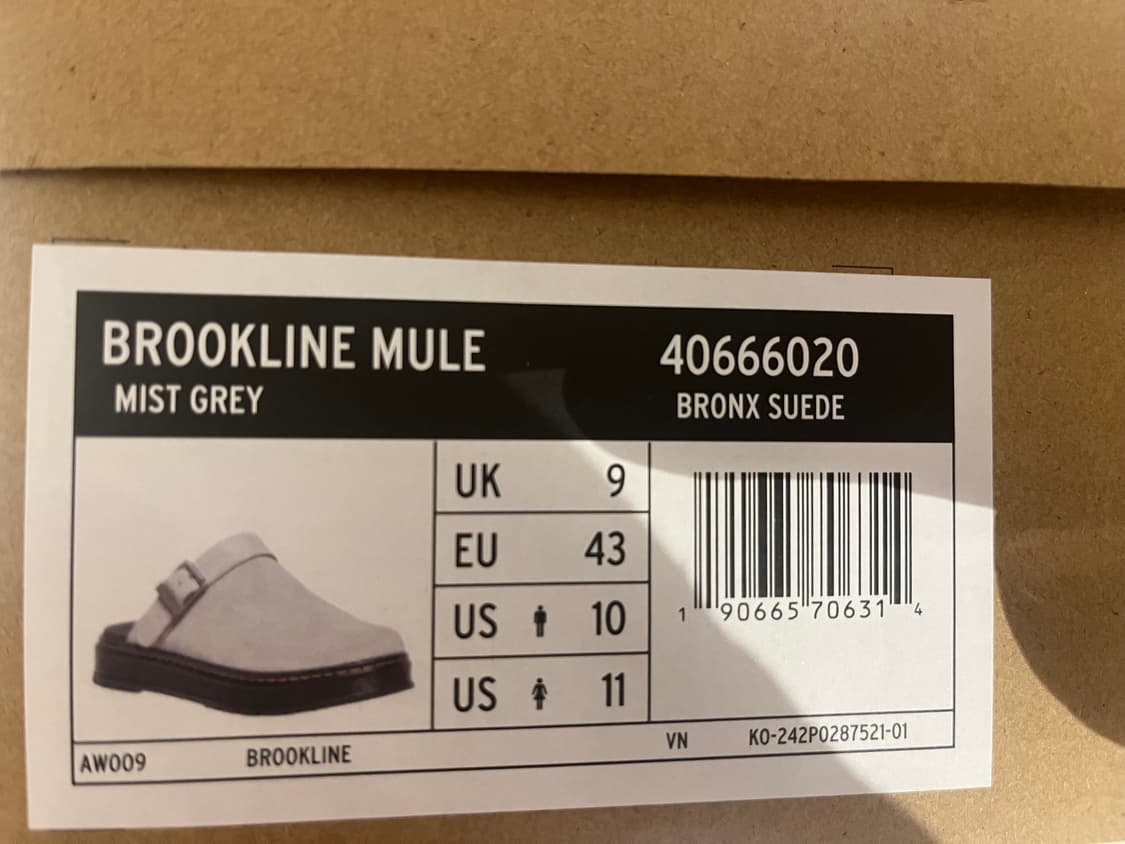 BROOKLINE MULE 40666020
MIST GREY BRONX SUEDE
UK 9
EU 43
US 10
US 11
1 90665 70631 4
VN KO-242P0287521-01
AW009 BROOKLINE